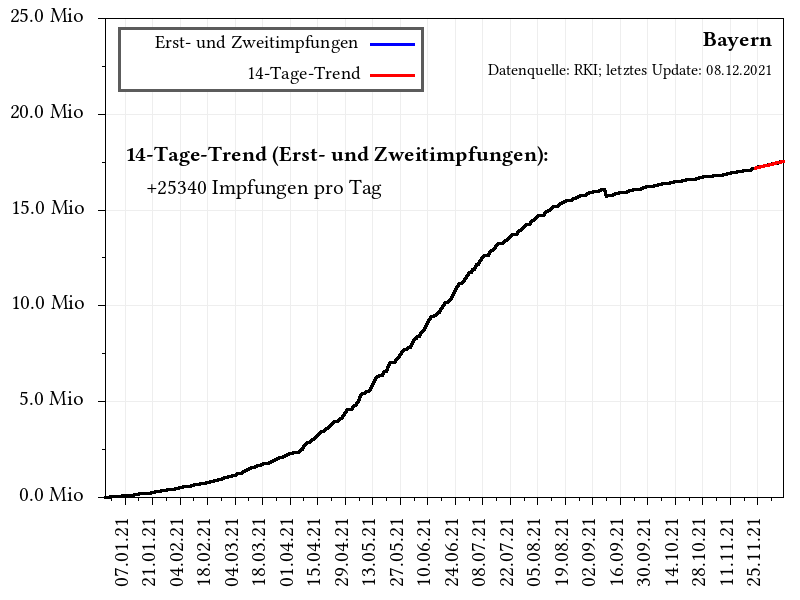 25.0 Mio
20.0 Mio
15.0 Mio
10.0 Mio
5.0 Mio
0.0 Mio
Erst- und Zweitimpfungen
14-Tage-Trend
Bayern
Datenquelle: RKI; letztes Update: 08.12.2021
14-Tage-Trend (Erst- und Zweitimpfungen):
+25340 Impfungen pro Tag
07.01.21
21.01.21
04.02.21
18.02.21
04.03.21
18.03.21
01.04.21
15.04.21
29.04.21
13.05.21
27.05.21
10.06.21
24.06.21
08.07.21
22.07.21
05.08.21
19.08.21
02.09.21
16.09.21
30.09.21
14.10.21
28.10.21
11.11.21
25.11.21